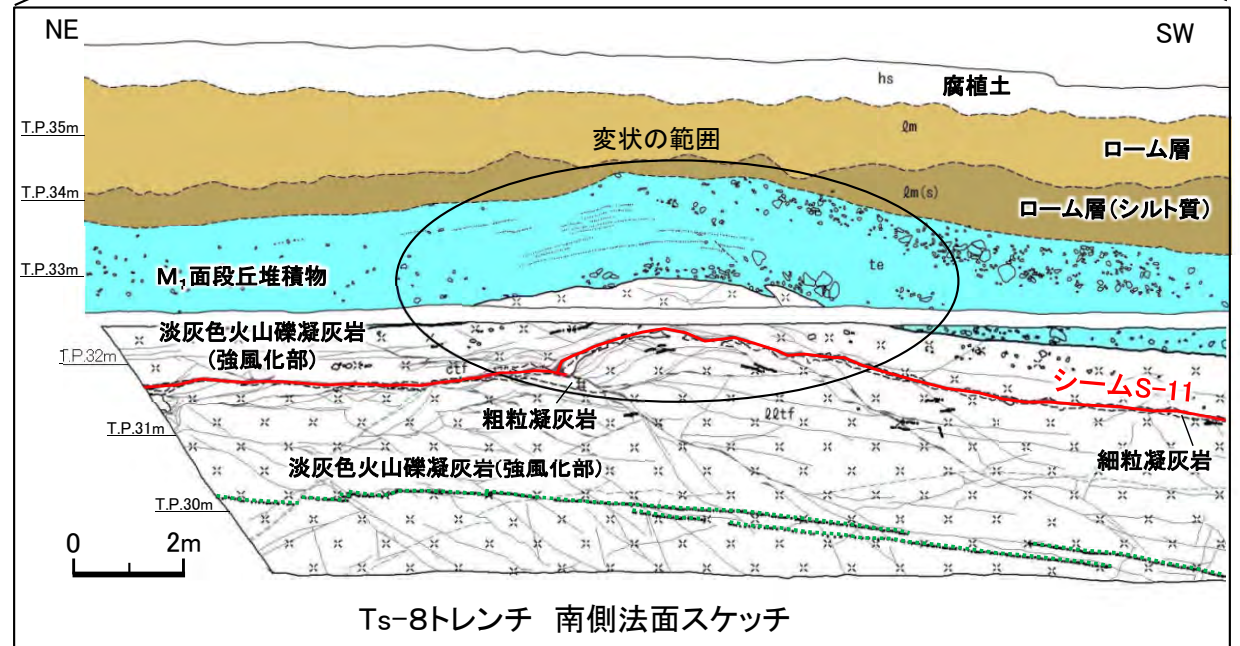 NE
SW
hs
腐植土
T.P.35m
ℓm
変状の範囲
ローム層
T.P.34m
ℓm(s)
ローム層(シルト質)
T.P.33m
M₁面段丘堆積物
te
淡灰色火山礫凝灰岩
(強風化部)
T.P.32m
ctf
シームS-11
粗粒凝灰岩
ℓℓtf
T.P.31m
細粒凝灰岩
淡灰色火山礫凝灰岩(強風化部)
T.P.30m
0 2m
Ts-8トレンチ 南側法面スケッチ